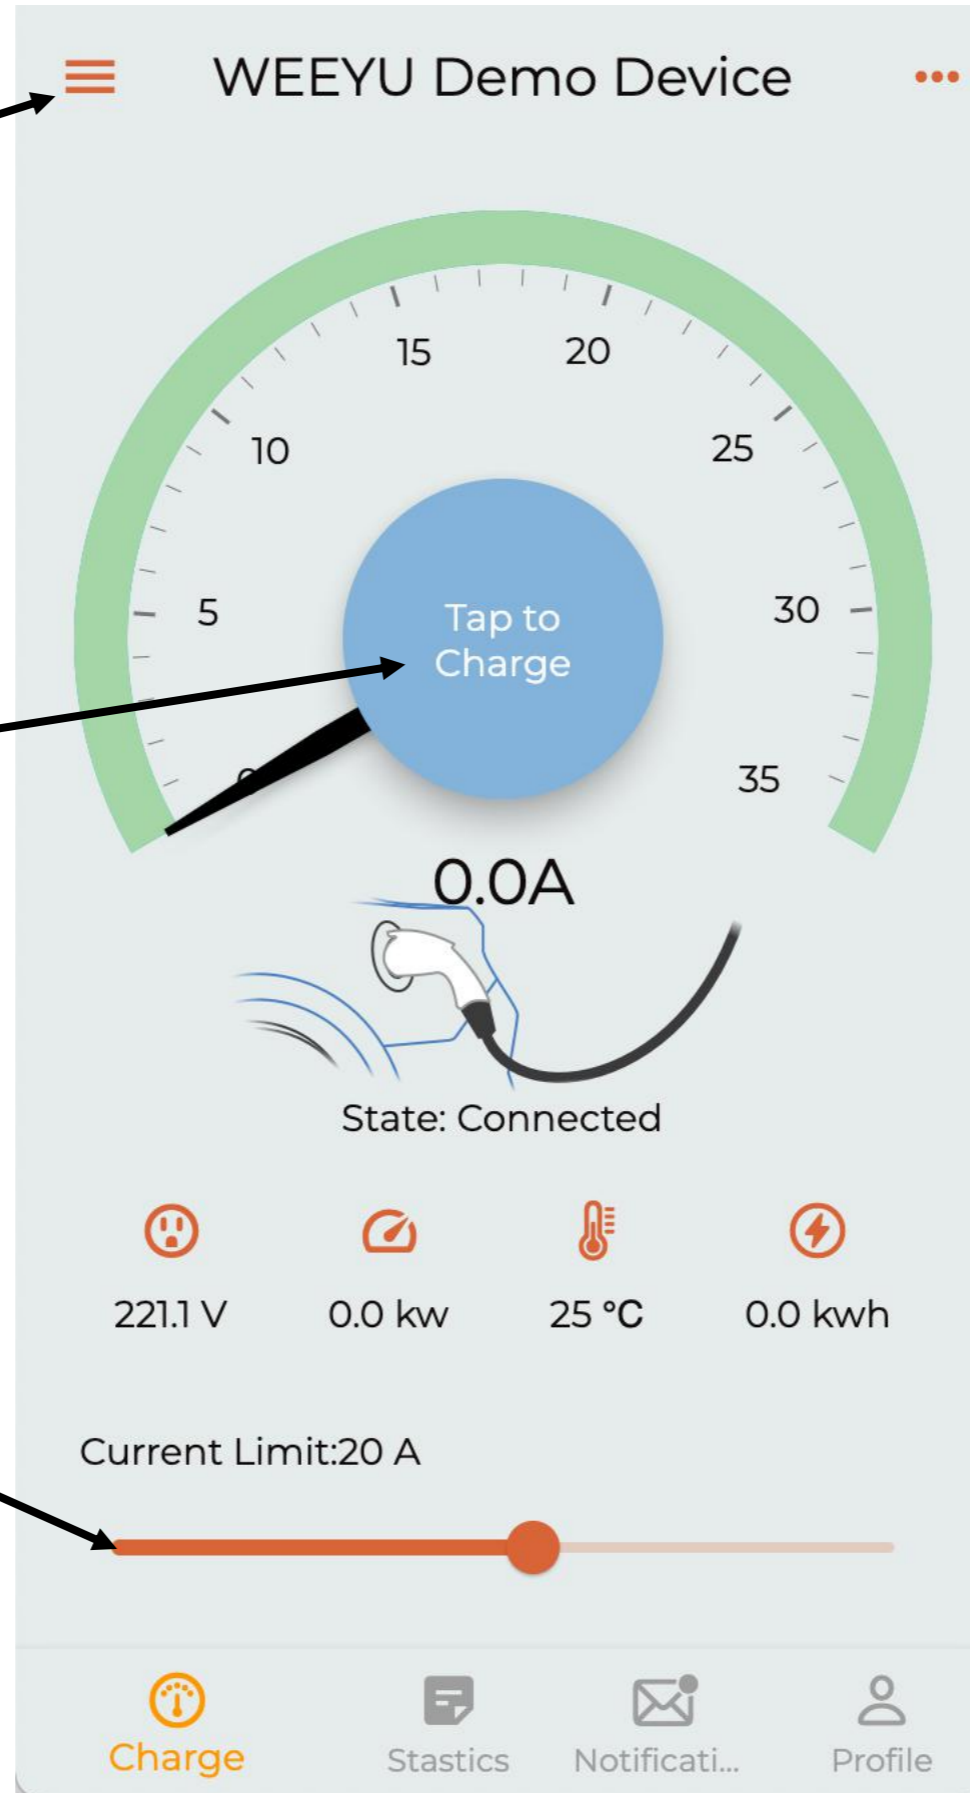 WEEYU Demo Device
15
20
10
25
5
30
Tap to
Charge
0
35
0.0A
State: Connected
221.1 V
0.0 kw
25 °C
0.0 kwh
Current Limit:20 A
Charge
Stastics
Notificati...
Profile